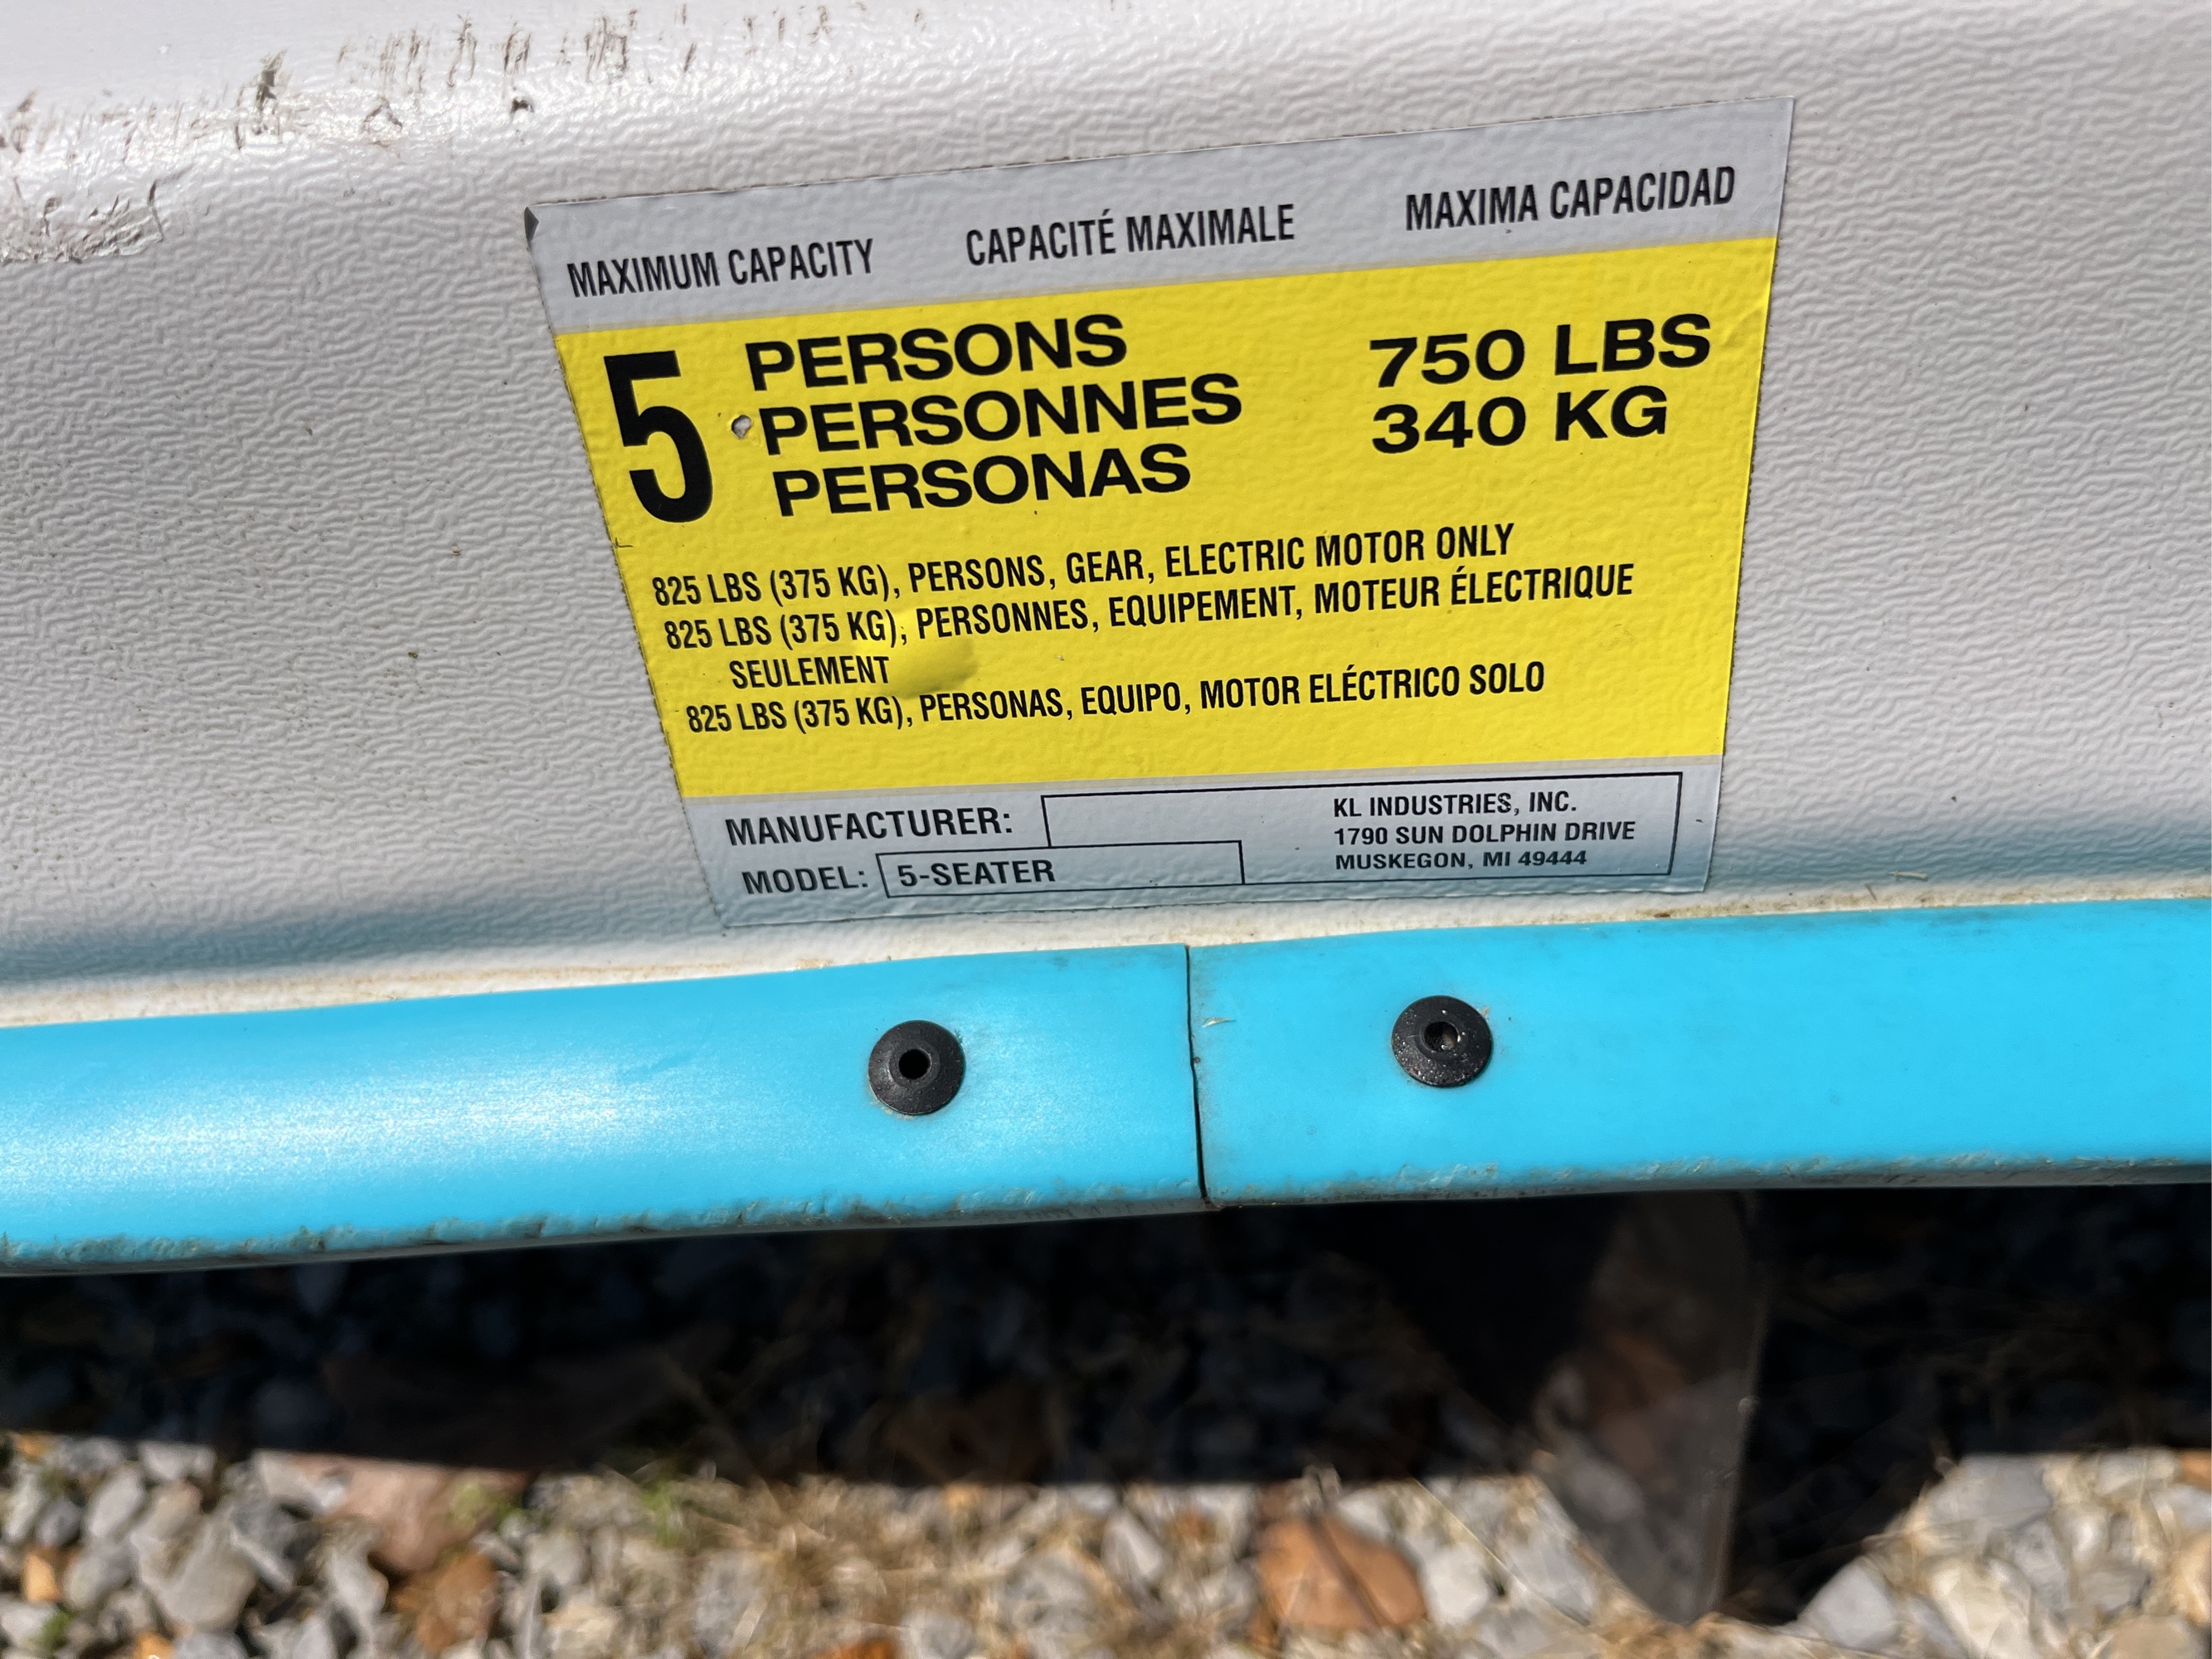 MAXIMUM CAPACITY CAPACITÉ MAXIMALE MAXIMA CAPACIDAD
5 PERSONS 750 LBS
PERSONNES 340 KG
PERSONAS
825 LBS (375 KG), PERSONS, GEAR, ELECTRIC MOTOR ONLY
825 LBS (375 KG), PERSONNES, EQUIPEMENT, MOTEUR ÉLECTRIQUE
SEULEMENT
825 LBS (375 KG), PERSONAS, EQUIPO, MOTOR ELÉCTRICO SOLO
MANUFACTURER:
KL INDUSTRIES, INC.
1790 SUN DOLPHIN DRIVE
MUSKEGON, MI 49444
MODEL: 5-SEATER